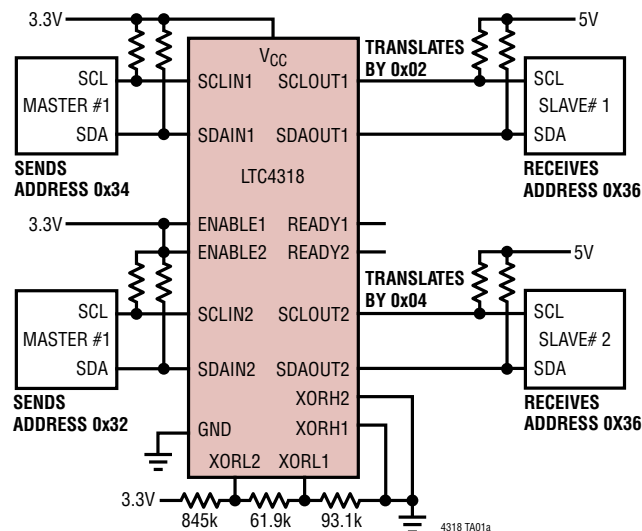 3.3V
5V
VCC
TRANSLATES
BY 0x02
SCL
MASTER #1
SDA
SCLIN1
SCLOUT1
SDAIN1
SDAOUT1
SCL
SLAVE# 1
SDA
SENDS
ADDRESS 0x34
LTC4318
RECEIVES
ADDRESS 0X36
3.3V
ENABLE1
READY1
ENABLE2
READY2
5V
TRANSLATES
BY 0x04
SCL
MASTER #1
SDA
SCLIN2
SCLOUT2
SDAIN2
SDAOUT2
SCL
SLAVE# 2
SDA
SENDS
ADDRESS 0x32
XORH2
RECEIVES
ADDRESS 0X36
GND
XORH1
XORL2
XORL1
3.3V
845k
61.9k
93.1k
4318 TA01a